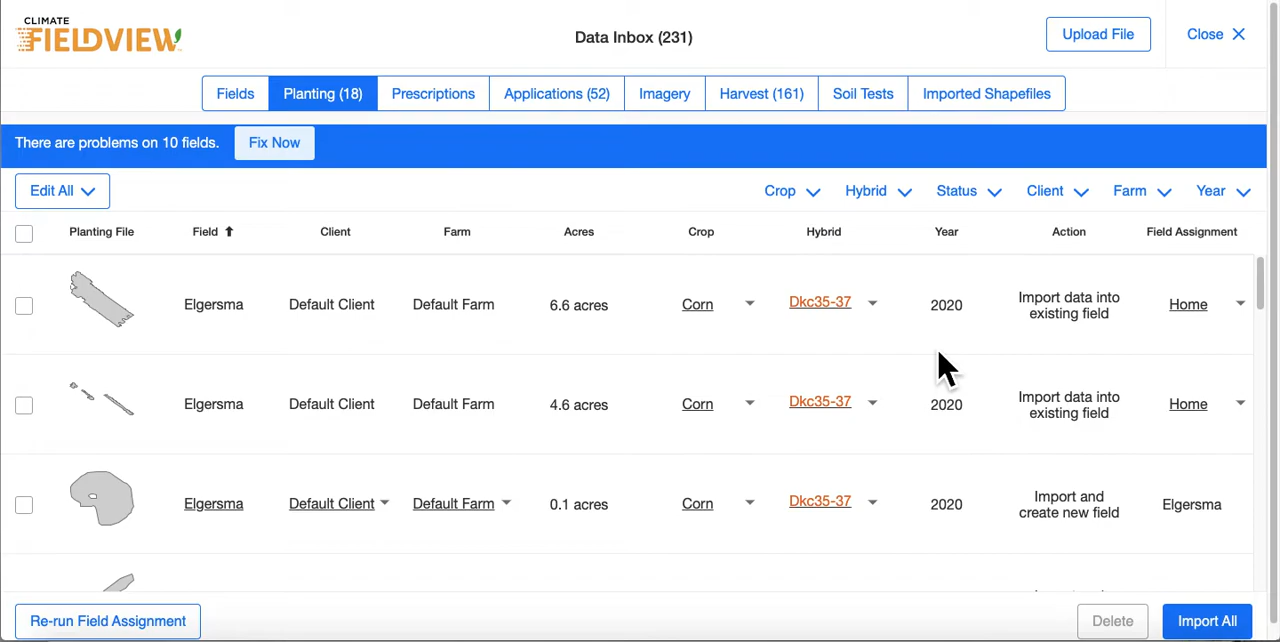 CLIMATE
FIELDVIEW
Data Inbox (231)
Upload File
Close
Fields
Planting (18)
Prescriptions
Applications (52)
Imagery
Harvest (161)
Soil Tests
Imported Shapefiles
There are problems on 10 fields.
Fix Now
Edit All
Crop
Hybrid
Status
Client
Farm
Year
Planting File
Field
Client
Farm
Acres
Crop
Hybrid
Year
Action
Field Assignment
Elgersma
Default Client
Default Farm
6.6 acres
Corn
Dkc35-37
2020
Import data into
existing field
Home
Elgersma
Default Client
Default Farm
4.6 acres
Corn
Dkc35-37
2020
Import data into
existing field
Home
Elgersma
Default Client
Default Farm
0.1 acres
Corn
Dkc35-37
2020
Import and
create new field
Elgersma
Re-run Field Assignment
Delete
Import All